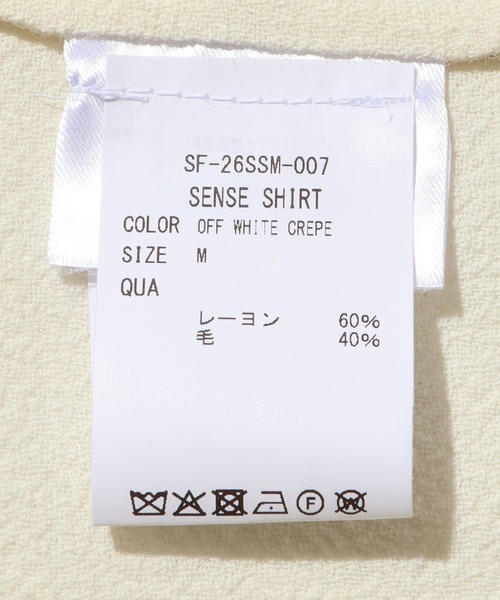 SF-26SSM-007
SENSE SHIRT
COLOR OFF WHITE CREPE
SIZE M
QUA
レーヨン 60%
毛 40%
F W